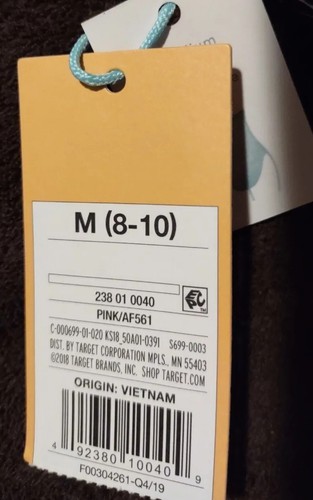 M (8-10)
238 01 0040
PINK/AF561
C-000699-01-020 KS18_50A01-0391 S699-0003
DIST. BY TARGET CORPORATION MPLS., MN 55403
©2018 TARGET BRANDS, INC. SHOP TARGET.COM
ORIGIN: VIETNAM
4 92380 10040 9
F00304261-Q4/19